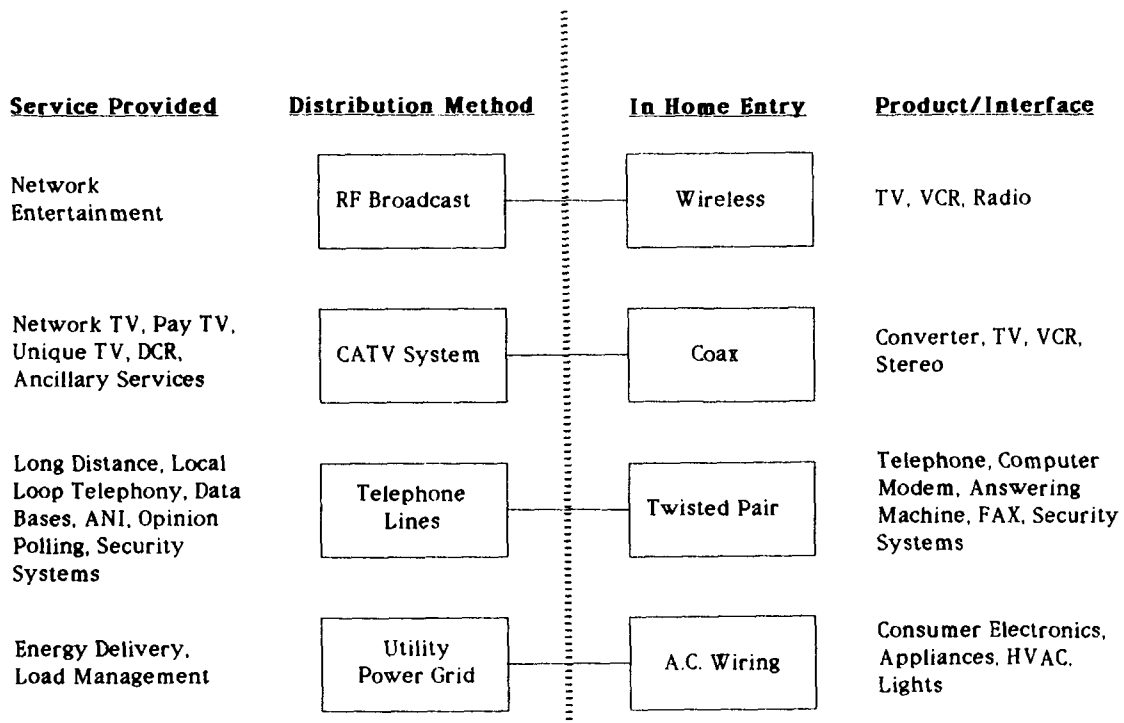 Service Provided
Distribution Method
In Home Entry
Product/Interface
Network
Entertainment
RF Broadcast
Wireless
TV, VCR, Radio
Network TV, Pay TV,
Unique TV, DCR,
Ancillary Services
CATV System
Coax
Converter, TV, VCR,
Stereo
Long Distance, Local
Loop Telephony, Data
Bases, ANI, Opinion
Polling, Security
Systems
Telephone
Lines
Twisted Pair
Telephone, Computer
Modem, Answering
Machine, FAX, Security
Systems
Energy Delivery,
Load Management
Utility
Power Grid
A.C. Wiring
Consumer Electronics,
Appliances, HVAC,
Lights